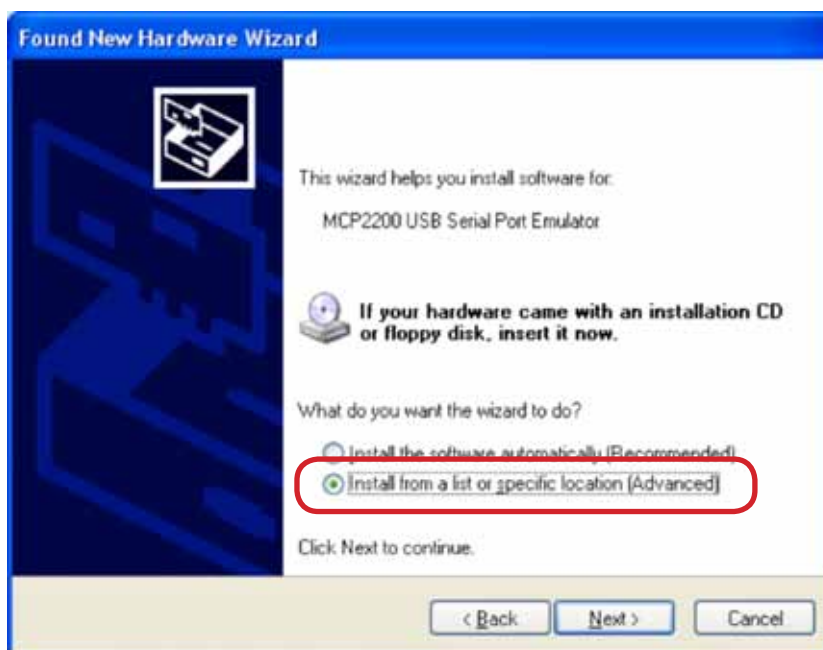 Found New Hardware Wizard
This wizard helps you install software for:
MCP2200 USB Serial Port Emulator
If your hardware came with an installation CD
or floppy disk, insert it now.
What do you want the wizard to do?
Install the software automatically (Recommended)
Install from a list or specific location (Advanced)
Click Next to continue.
< Back
Next >
Cancel